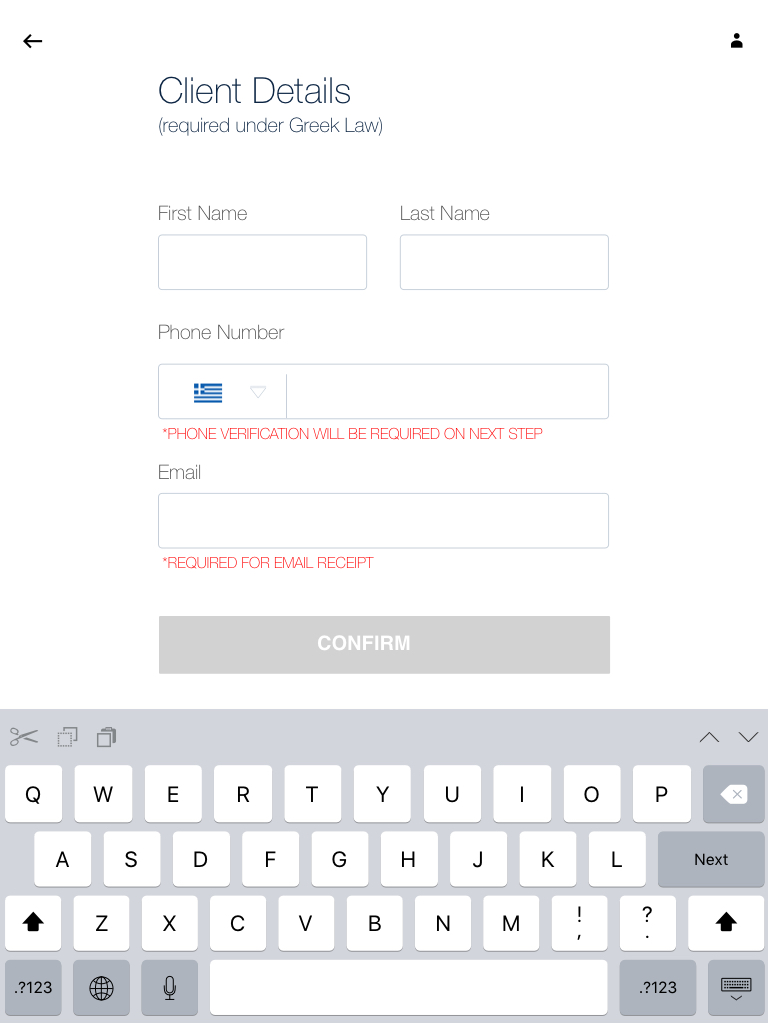 Client Details
(required under Greek Law)
First Name
Last Name
Phone Number
*PHONE VERIFICATION WILL BE REQUIRED ON NEXT STEP
Email
*REQUIRED FOR EMAIL RECEIPT
CONFIRM
Q W E R T Y U I O P
A S D F G H J K L Next
Z X C V B N M ! , ? .
.?123 .?123